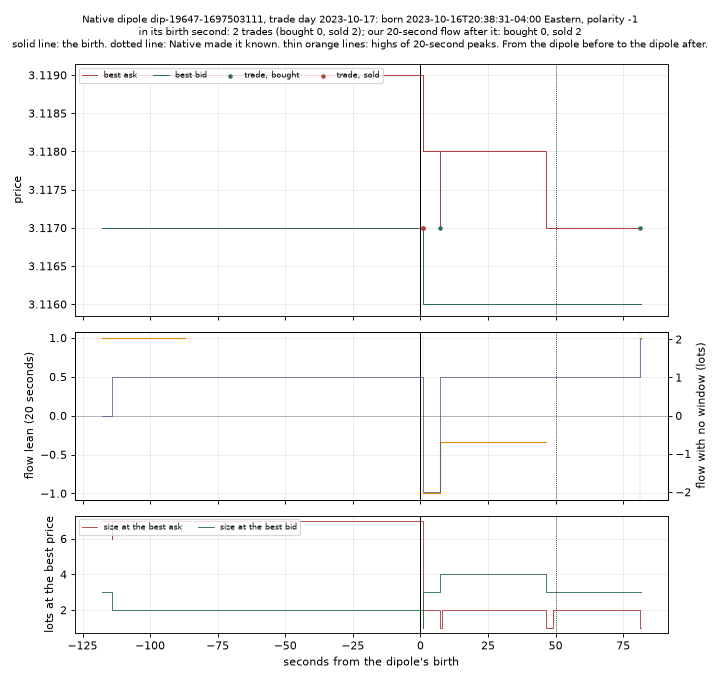 Native dipole dip-19647-1697503111, trade day 2023-10-17: born 2023-10-16T20:38:31-04:00 Eastern, polarity -1
in its birth second: 2 trades (bought 0, sold 2); our 20-second flow after it: bought 0, sold 2
solid line: the birth. dotted line: Native made it known. thin orange lines: highs of 20-second peaks. From the dipole before to the dipole after.
best ask best bid trade, bought trade, sold
3.1190
3.1185
3.1180
3.1175
3.1170
3.1165
3.1160
price
1.0
0.5
0.0
−0.5
−1.0
flow lean (20 seconds)
2
1
0
−1
−2
flow with no window (lots)
size at the best ask size at the best bid
6
4
2
lots at the best price
−125 −100 −75 −50 −25 0 25 50 75
seconds from the dipole's birth